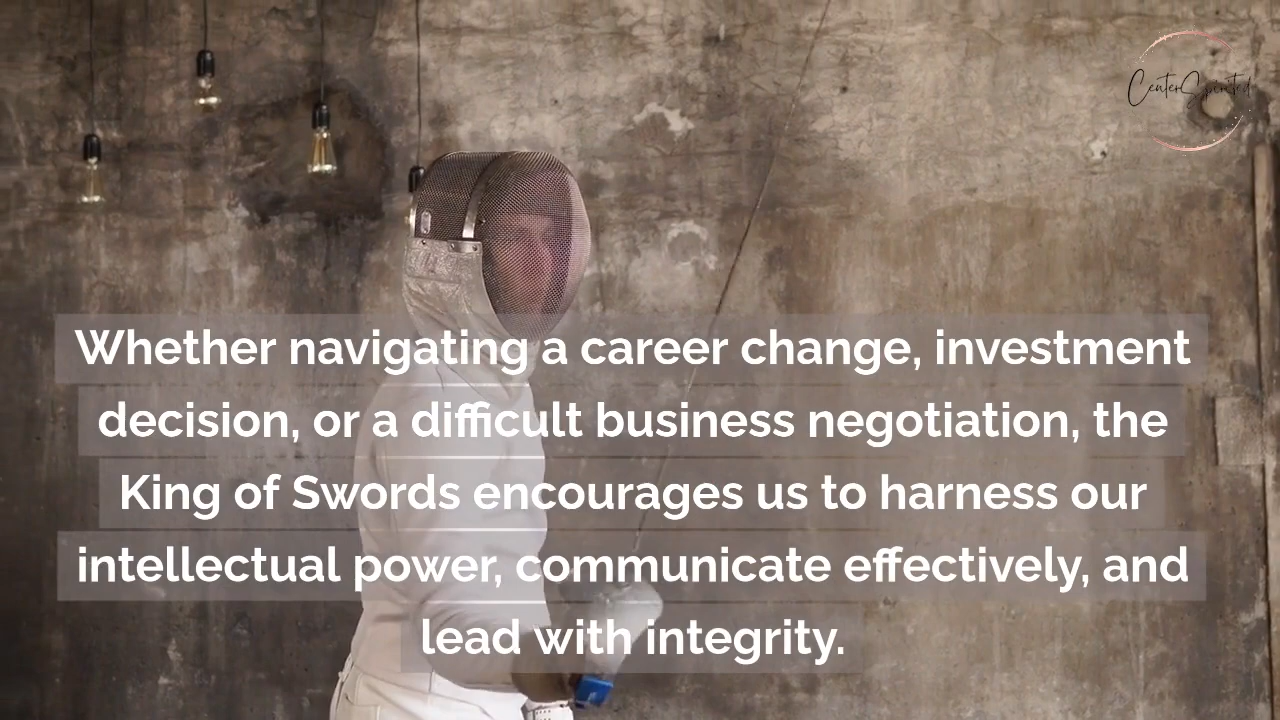 CenterSpirited
Whether navigating a career change, investment
decision, or a difficult business negotiation, the
King of Swords encourages us to harness our
intellectual power, communicate effectively, and
lead with integrity.